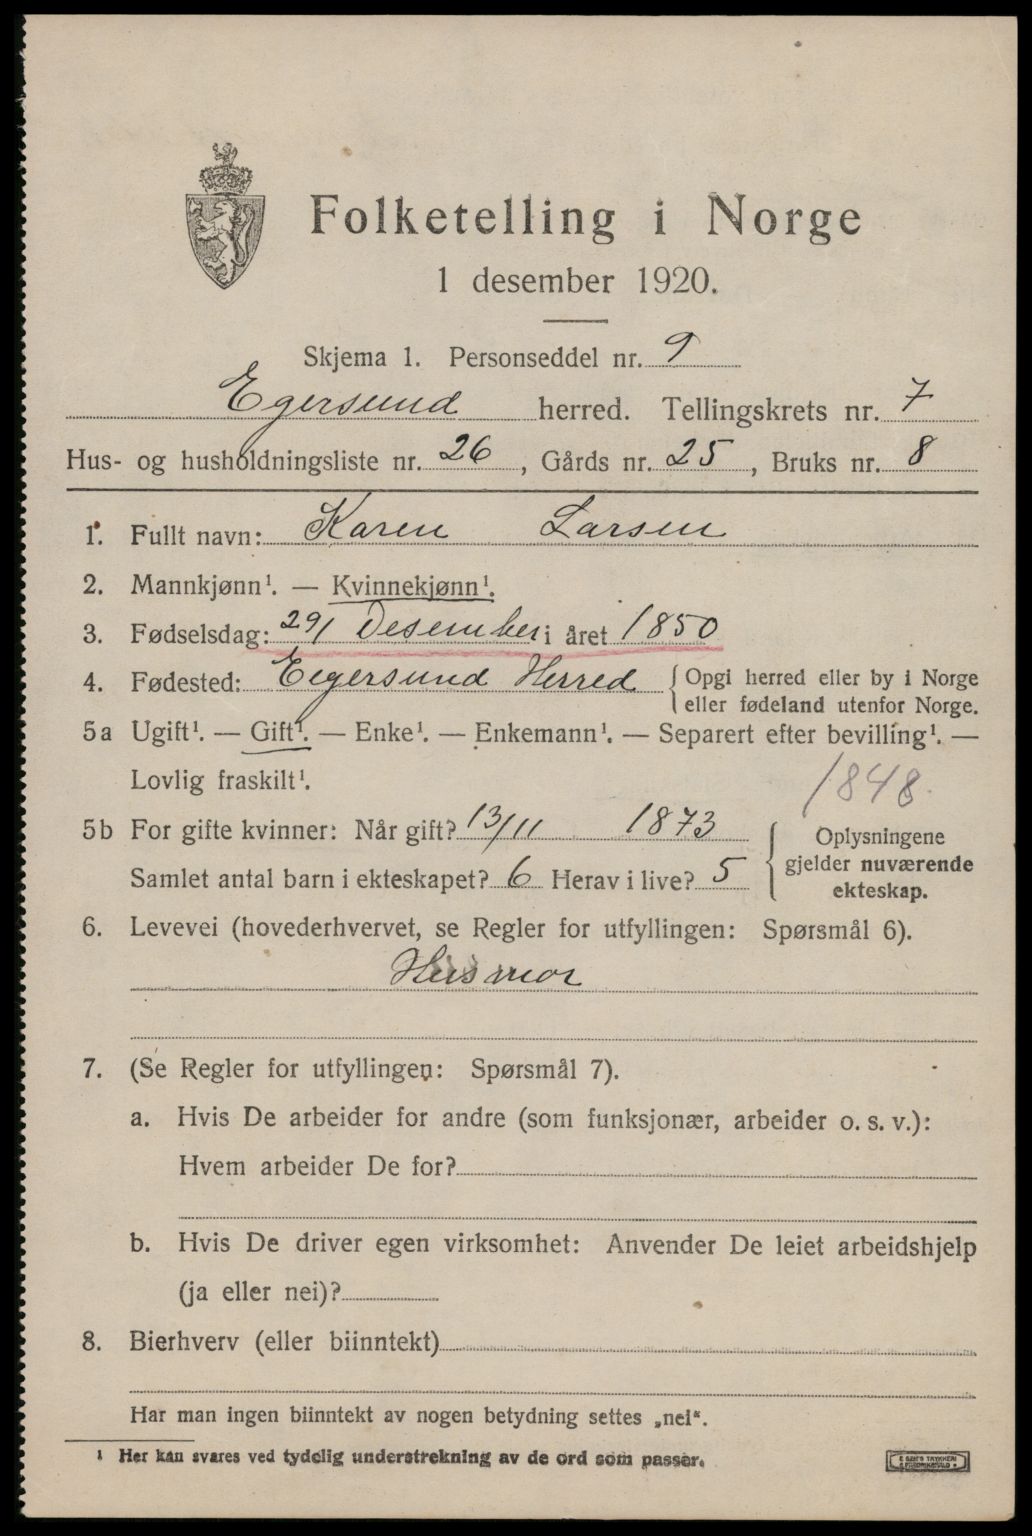 Folketelling i Norge
1 desember 1920.
Skjema 1. Personseddel nr. 9
Egersund herred. Tellingskrets nr. 7
Hus- og husholdningsliste nr. 26, Gårds nr. 25, Bruks nr. 8
1. Fullt navn: Karen Larsen
2. Mannkjønn¹. — Kvinnekjønn¹.
3. Fødselsdag: 29/ Desember i året 1850
4. Fødested: Eegersund Herred { Opgi herred eller by i Norge
eller fødeland utenfor Norge.
5a Ugift¹. — Gift¹. — Enke¹. — Enkemann¹. — Separert efter bevilling¹. —
Lovlig fraskilt¹.
1848.
5b For gifte kvinner: Når gift? 13/11 1873
Samlet antal barn i ekteskapet? 6 Herav i live? 5
Oplysningene
gjelder nuværende
ekteskap.
6. Levevei (hovederhvervet, se Regler for utfyllingen: Spørsmål 6).
Husmor
7. (Se Regler for utfyllingen: Spørsmål 7).
a. Hvis De arbeider for andre (som funksjonær, arbeider o. s. v.):
Hvem arbeider De for?
b. Hvis De driver egen virksomhet: Anvender De leiet arbeidshjelp
(ja eller nei)?
8. Bierhverv (eller biinntekt)
Har man ingen biinntekt av nogen betydning settes „nei“.
¹ Her kan svares ved tydelig understrekning av de ord som passer.